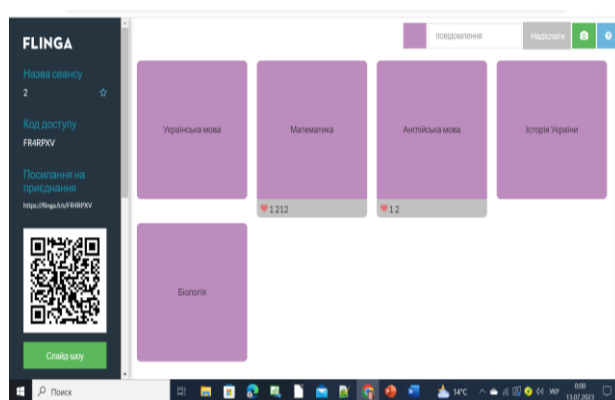 FLINGA
повідомлення
Надіслати
Назва сеансу
2
Код доступу
FR4RPXV
Посилання на
приєднання
https://flinga.fi/s/FR4RPXV
Українська мова
Математика
Англійська мова
Історія України
1 212
1 2
Біологія
Слайд-шоу
Поиск
14°C
УКР
0:00
13.07.2023